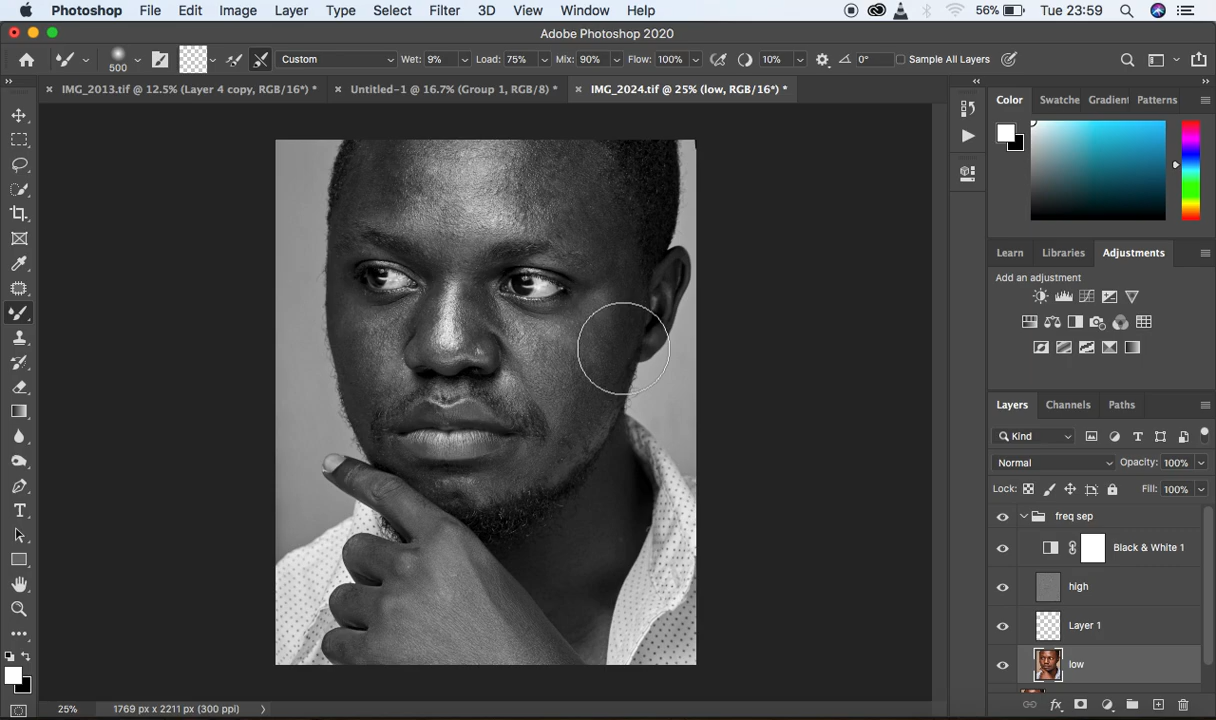 Photoshop File Edit Image Layer Type Select Filter 3D View Window Help 56% Tue 23:59
Adobe Photoshop 2020
500 Custom Wet: 9% Load: 75% Mix: 90% Flow: 100% 10% 0° Sample All Layers
IMG_2013.tif @ 12.5% (Layer 4 copy, RGB/16*) * Untitled-1 @ 16.7% (Group 1, RGB/8) * IMG_2024.tif @ 25% (low, RGB/16*) *
Color Swatche Gradient Patterns
Learn Libraries Adjustments
Add an adjustment
Layers Channels Paths
Kind
Normal Opacity: 100%
Lock: Fill: 100%
freq sep
Black & White 1
high
Layer 1
low
25% 1769 px x 2211 px (300 ppi)
fx